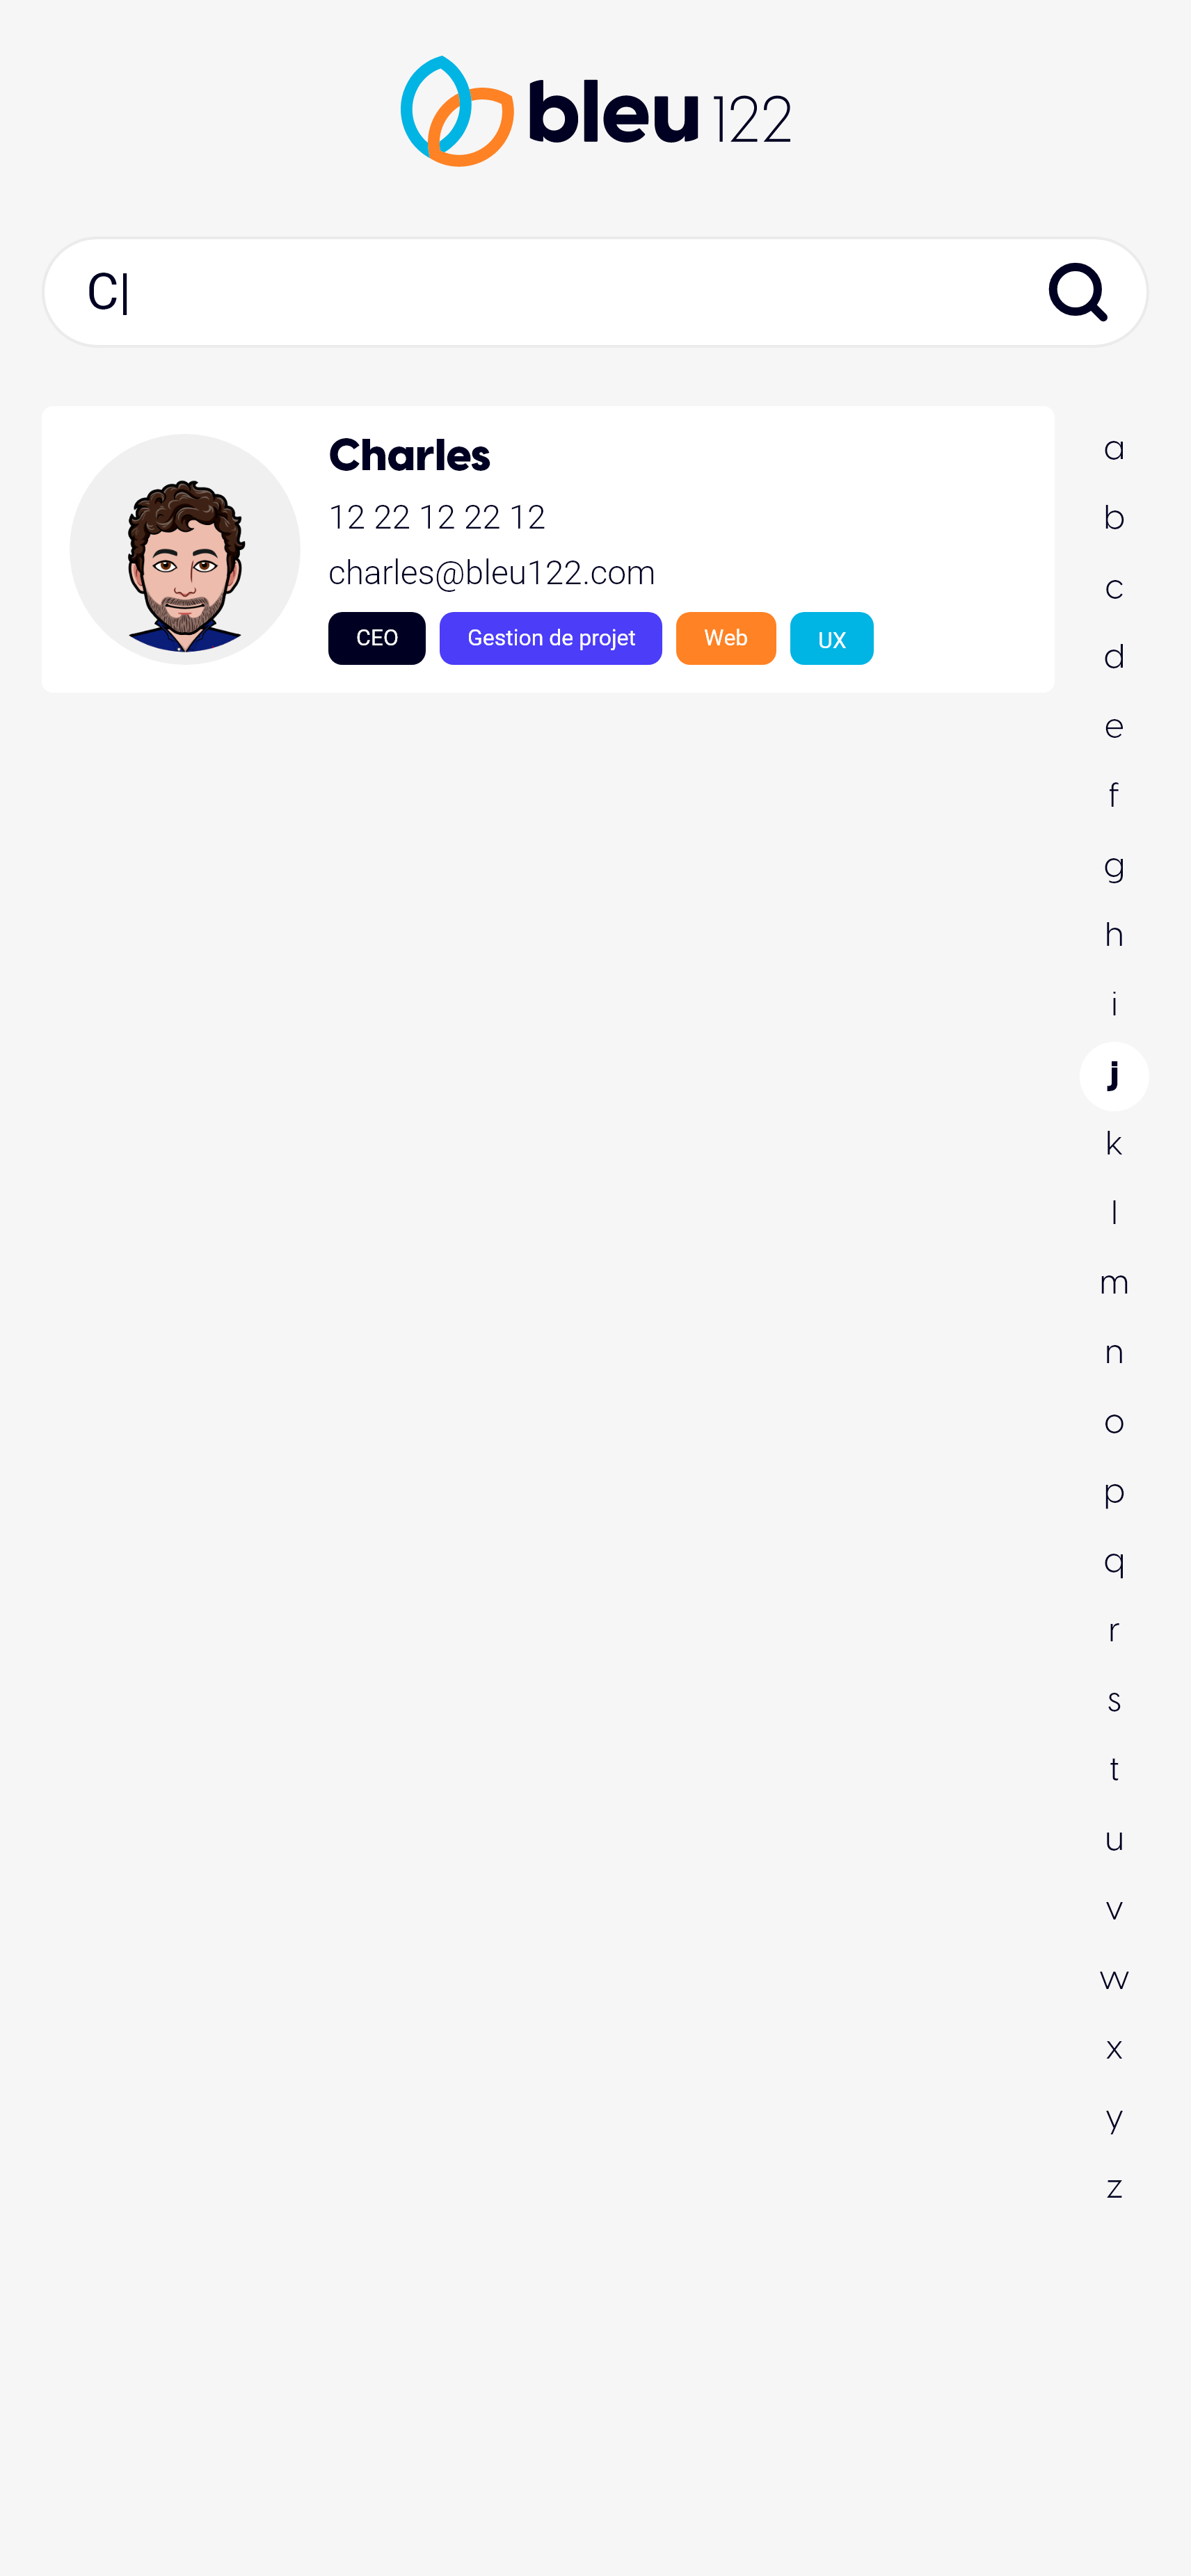 bleu 122
C|
Charles
12 22 12 22 12
charles@bleu122.com
CEO Gestion de projet Web UX
a
b
c
d
e
f
g
h
i
j
k
l
m
n
o
p
q
r
s
t
u
v
w
x
y
z